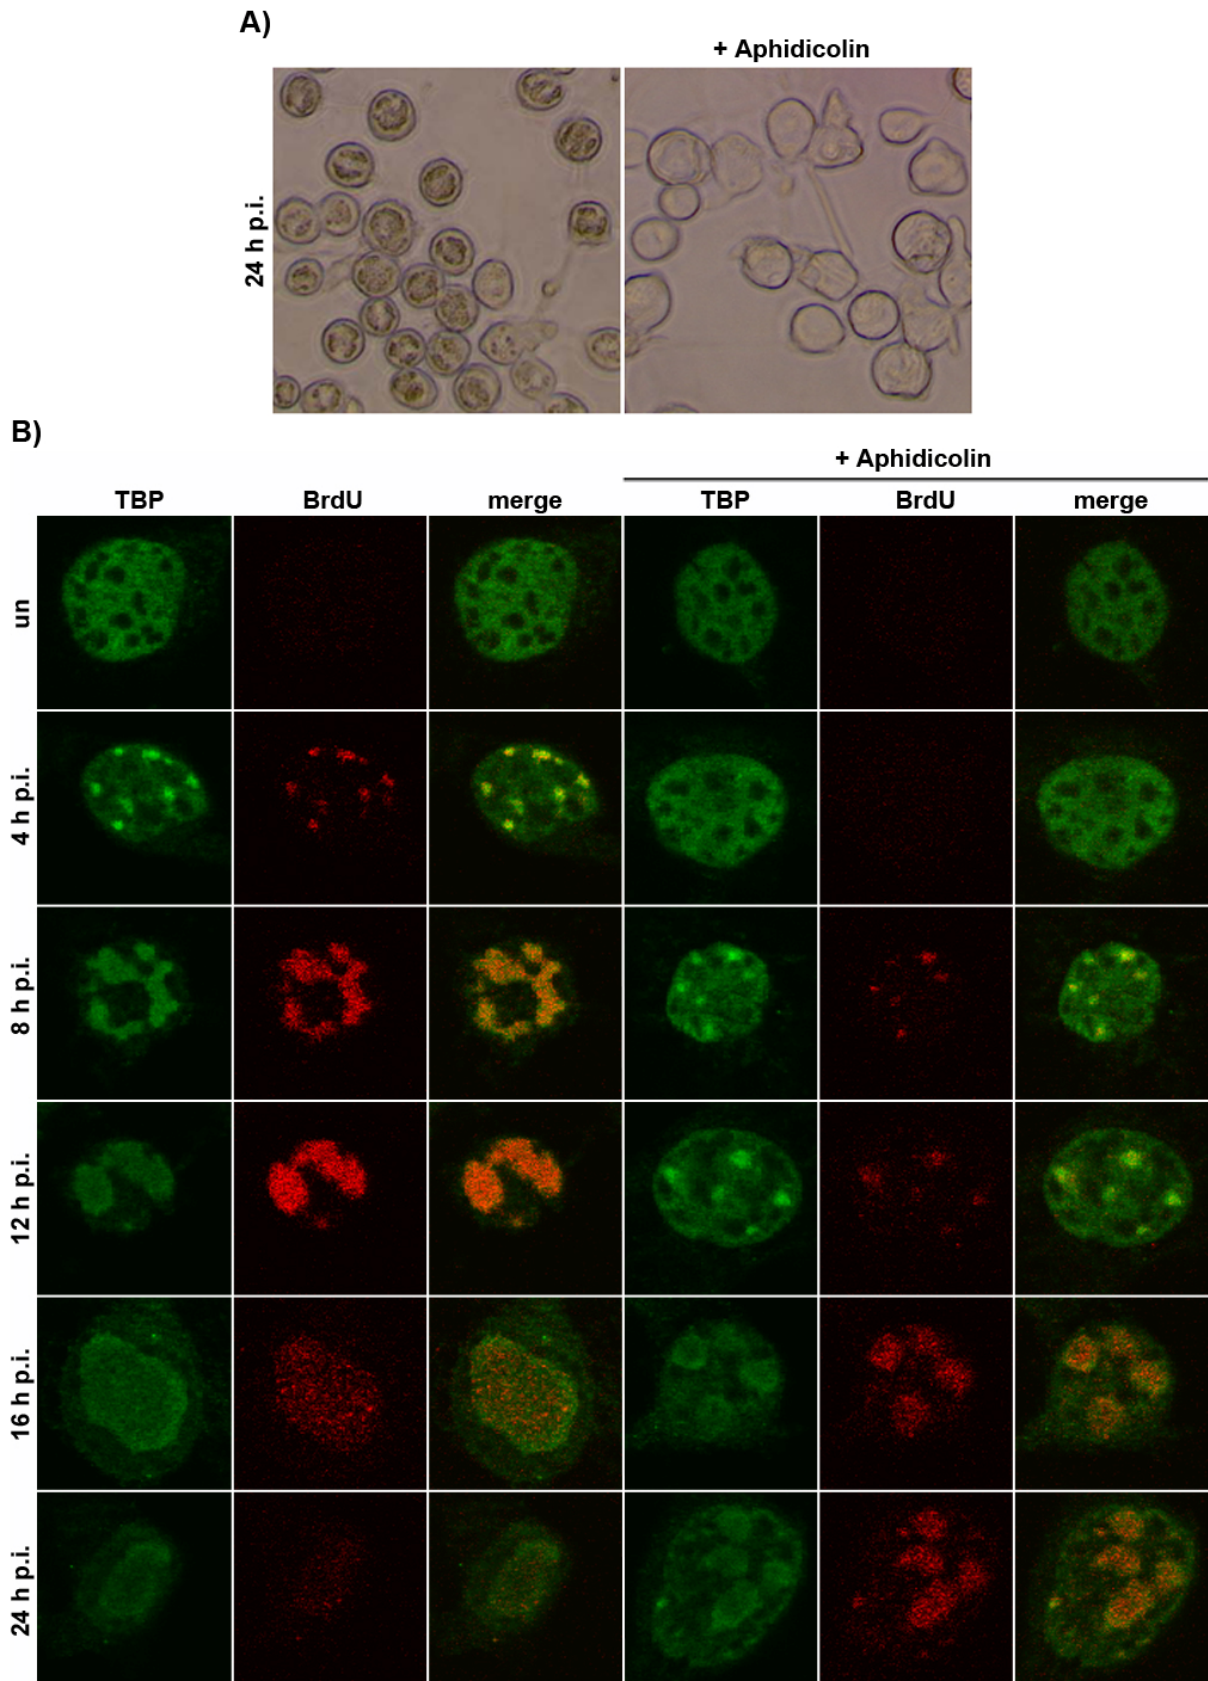 A)
+ Aphidicolin
24 h p.i.
B)
+ Aphidicolin
TBP BrdU merge TBP BrdU merge
un
4 h p.i.
8 h p.i.
12 h p.i.
16 h p.i.
24 h p.i.